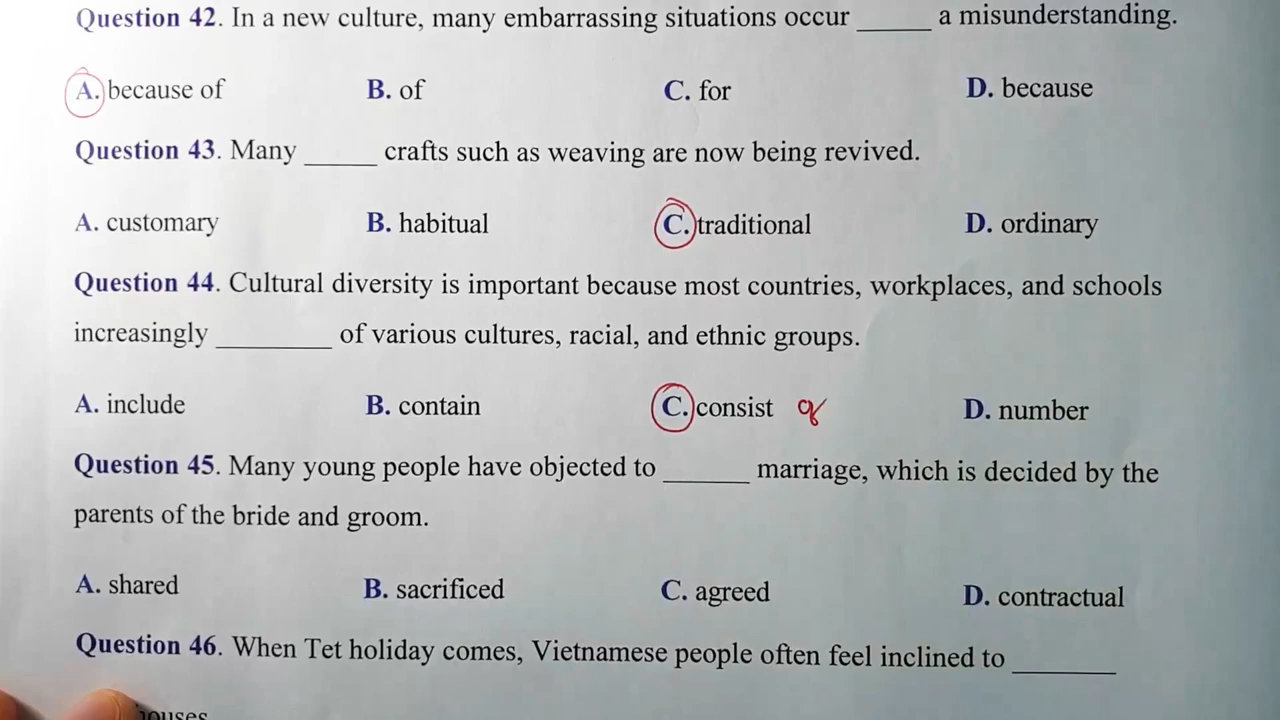 Question 42. In a new culture, many embarrassing situations occur _____ a misunderstanding.
A. because of B. of C. for D. because
Question 43. Many _____ crafts such as weaving are now being revived.
A. customary B. habitual C. traditional D. ordinary
Question 44. Cultural diversity is important because most countries, workplaces, and schools
increasingly ________ of various cultures, racial, and ethnic groups.
A. include B. contain C. consist of D. number
Question 45. Many young people have objected to ______ marriage, which is decided by the
parents of the bride and groom.
A. shared B. sacrificed C. agreed D. contractual
Question 46. When Tet holiday comes, Vietnamese people often feel inclined to _______